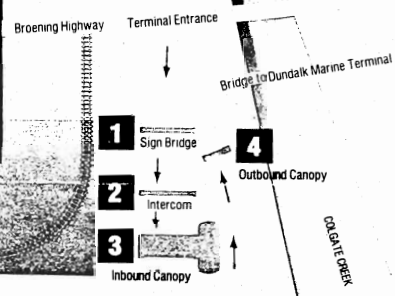 Broening Highway
Terminal Entrance
Bridge to Dundalk Marine Terminal
1
Sign Bridge
4
Outbound Canopy
2
Intercom
3
Inbound Canopy
COLGATE CREEK